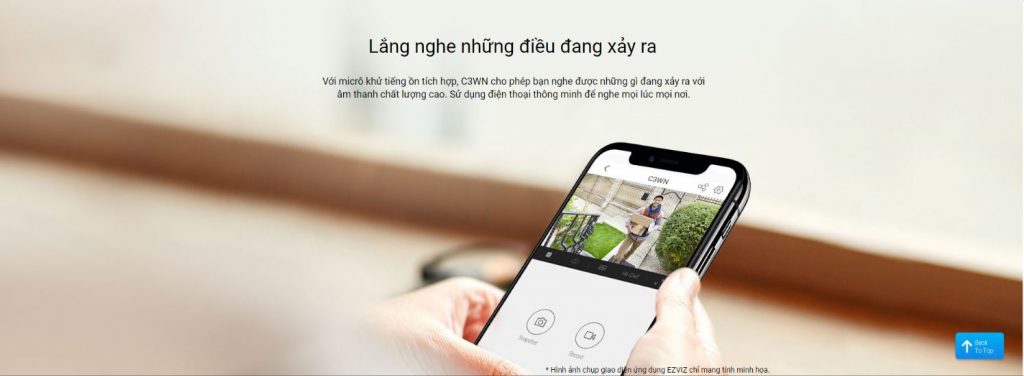 Lắng nghe những điều đang xảy ra
Với micrô khử tiếng ồn tích hợp, C3WN cho phép bạn nghe được những gì đang xảy ra với
âm thanh chất lượng cao. Sử dụng điện thoại thông minh để nghe mọi lúc mọi nơi.
C3WN
Hi-Def
Snapshot
Record
Back
To Top
* Hình ảnh chụp giao diện ứng dụng EZVIZ chỉ mang tính minh họa.